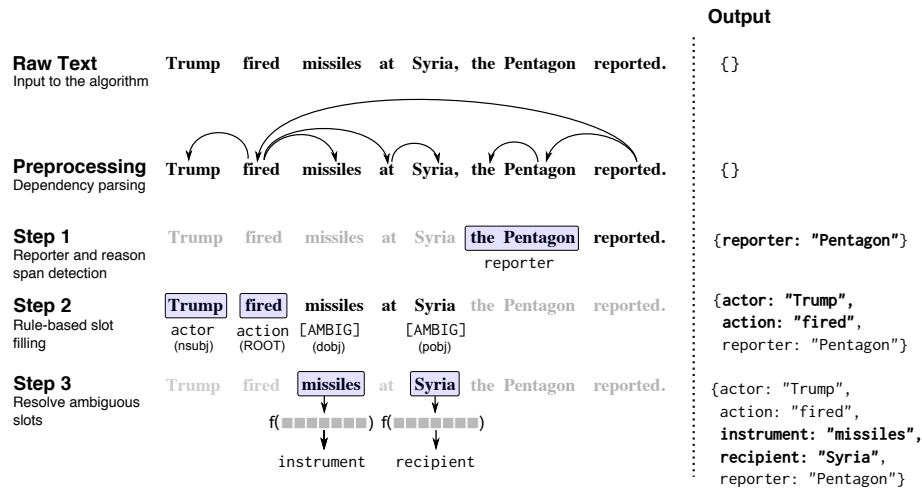 Output
Raw Text
Input to the algorithm
Trump fired missiles at Syria, the Pentagon reported.
{}
Preprocessing
Dependency parsing
Trump fired missiles at Syria, the Pentagon reported.
{}
Step 1
Reporter and reason
span detection
Trump fired missiles at Syria the Pentagon reported.
reporter
{reporter: "Pentagon"}
Step 2
Rule-based slot
filling
Trump fired missiles at Syria the Pentagon reported.
actor action [AMBIG] [AMBIG]
(nsubj) (ROOT) (dobj) (pobj)
{actor: "Trump",
action: "fired",
reporter: "Pentagon"}
Step 3
Resolve ambiguous
slots
Trump fired missiles at Syria the Pentagon reported.
f( ) f( )
instrument recipient
{actor: "Trump",
action: "fired",
instrument: "missiles",
recipient: "Syria",
reporter: "Pentagon"}